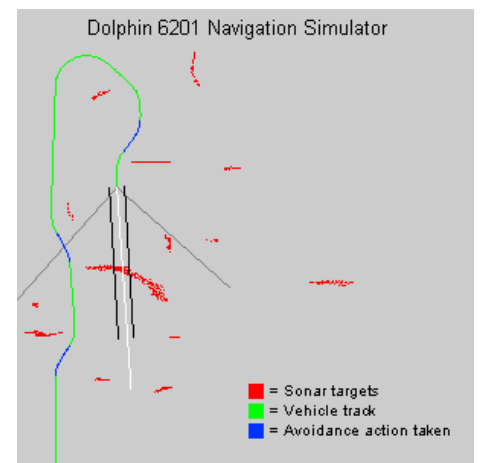 Dolphin 6201 Navigation Simulator
= Sonar targets
= Vehicle track
= Avoidance action taken